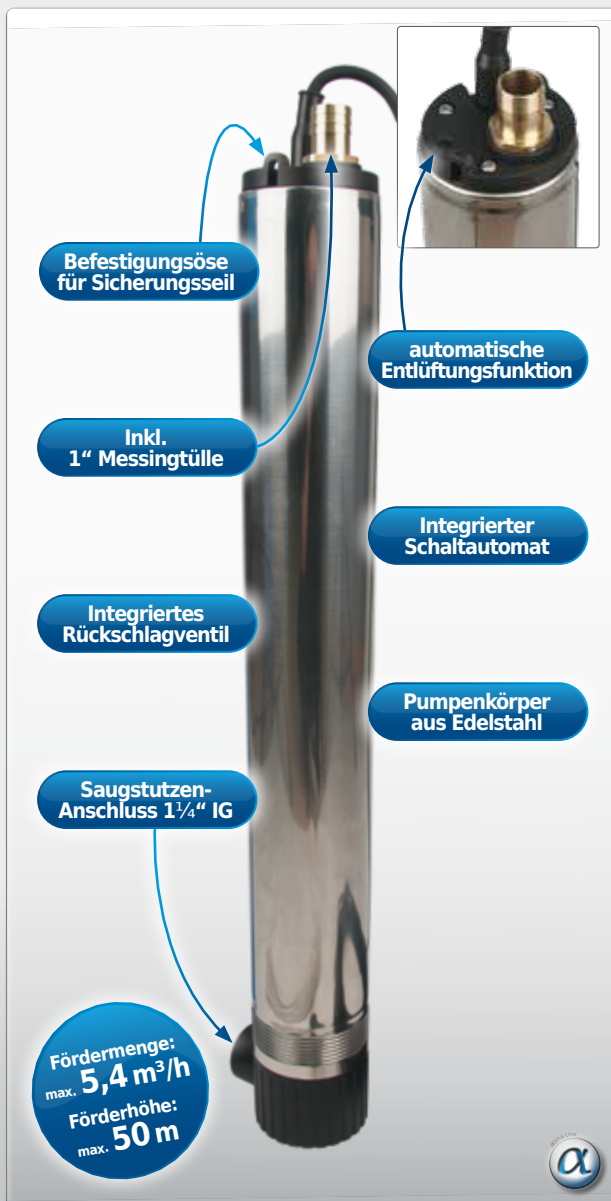 Befestigungsöse
für Sicherungsseil
automatische
Entlüftungsfunktion
Inkl.
1“ Messingtülle
Integrierter
Schaltautomat
Integriertes
Rückschlagventil
Pumpenkörper
aus Edelstahl
Saugstutzen-
Anschluss 1¼“ IG
Fördermenge:
max. 5,4 m³/h
Förderhöhe:
max. 50 m
α